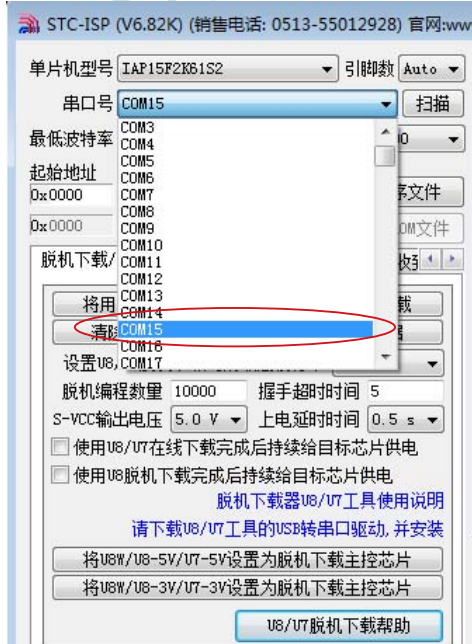 STC-ISP (V6.82K) (销售电话: 0513-55012928) 官网:ww
单片机型号 IAP15F2K61S2 引脚数 Auto
串口号 COM15 扫描
COM3
最低波特率 COM4 0
COM5
起始地址 COM6
0x0000 COM7 序文件
COM8
0x0000 COM9 OM文件
COM10
脱机下载/ COM11
COM12
将用 COM13 载
COM14
清除 COM15
COM16
设置U8, COM17
脱机编程数量 10000 握手超时时间 5
S-VCC输出电压 5.0 V 上电延时时间 0.5 s
使用U8/U7在线下载完成后持续给目标芯片供电
使用U8脱机下载完成后持续给目标芯片供电
脱机下载器U8/U7工具使用说明
请下载U8/U7工具的USB转串口驱动,并安装
将U8W/U8-5V/U7-5V设置为脱机下载主控芯片
将U8W/U8-3V/U7-3V设置为脱机下载主控芯片
U8/U7脱机下载帮助